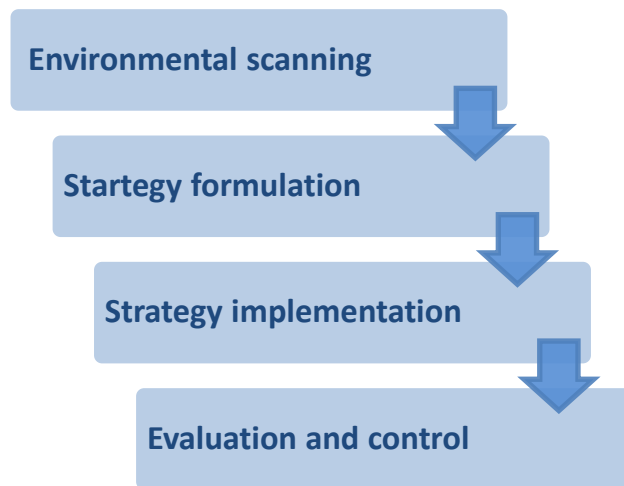 Environmental scanning
Startegy formulation
Strategy implementation
Evaluation and control